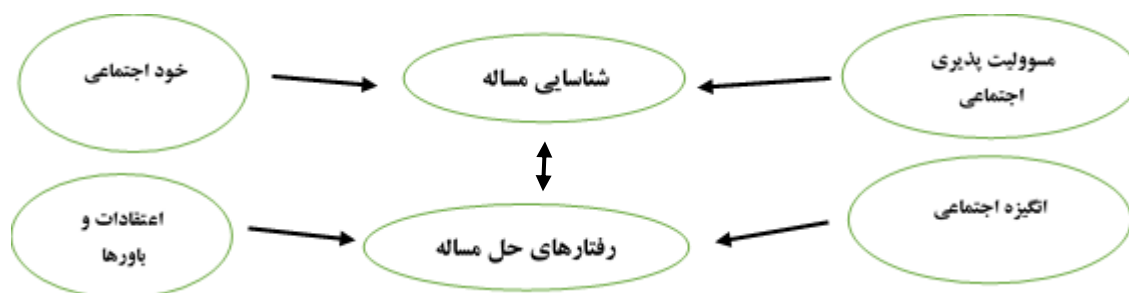 مسوولیت پذیری
اجتماعی
شناسایی مساله
خود اجتماعی
انگیزه اجتماعی
رفتارهای حل مساله
اعتقادات و
باورها